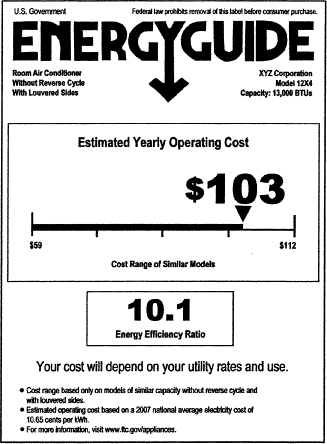 U.S. Government Federal law prohibits removal of this label before consumer purchase.
ENERGYGUIDE
Room Air Conditioner
Without Reverse Cycle
With Louvered Sides
XYZ Corporation
Model 12X4
Capacity: 13,000 BTUs
Estimated Yearly Operating Cost
$103
$59 $112
Cost Range of Similar Models
10.1
Energy Efficiency Ratio
Your cost will depend on your utility rates and use.
● Cost range based only on models of similar capacity without reverse cycle and
with louvered sides.
● Estimated operating cost based on a 2007 national average electricity cost of
10.65 cents per kWh.
● For more information, visit www.ftc.gov/appliances.